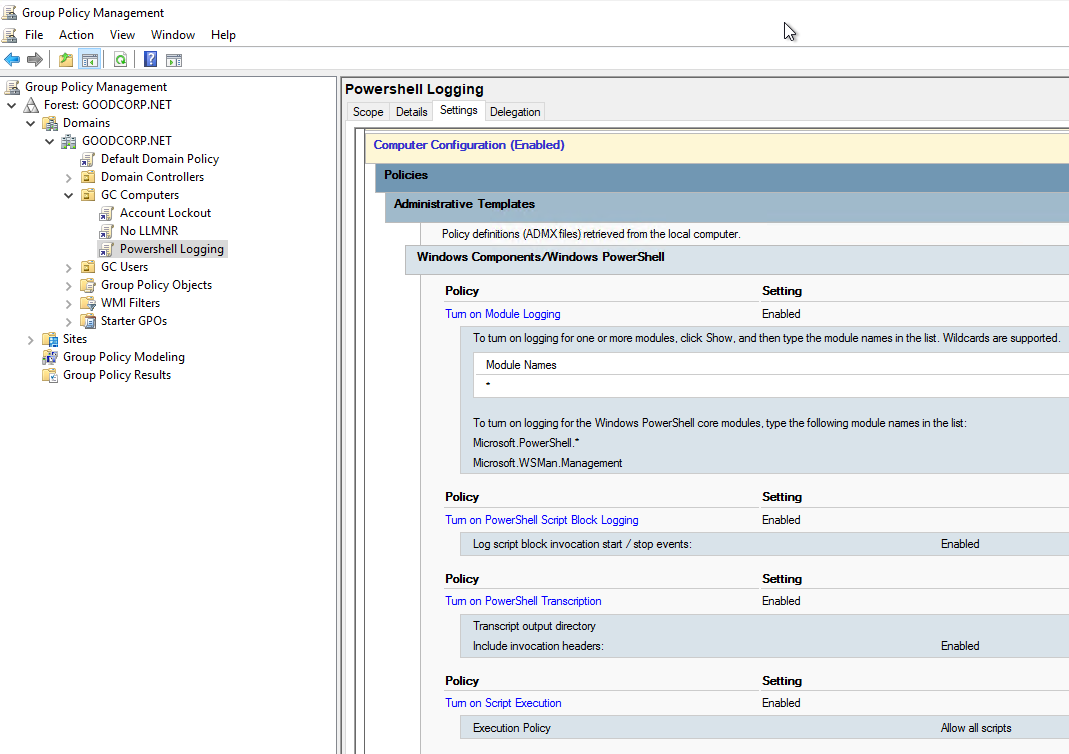 Group Policy Management
File Action View Window Help
Group Policy Management
Forest: GOODCORP.NET
Domains
GOODCORP.NET
Default Domain Policy
Domain Controllers
GC Computers
Account Lockout
No LLMNR
Powershell Logging
GC Users
Group Policy Objects
WMI Filters
Starter GPOs
Sites
Group Policy Modeling
Group Policy Results
Powershell Logging
Scope Details Settings Delegation
Computer Configuration (Enabled)
Policies
Administrative Templates
Policy definitions (ADMX files) retrieved from the local computer.
Windows Components/Windows PowerShell
Policy Setting
Turn on Module Logging Enabled
To turn on logging for one or more modules, click Show, and then type the module names in the list. Wildcards are supported.
Module Names
*
To turn on logging for the Windows PowerShell core modules, type the following module names in the list:
Microsoft.PowerShell.*
Microsoft.WSMan.Management
Policy Setting
Turn on PowerShell Script Block Logging Enabled
Log script block invocation start / stop events: Enabled
Policy Setting
Turn on PowerShell Transcription Enabled
Transcript output directory
Include invocation headers: Enabled
Policy Setting
Turn on Script Execution Enabled
Execution Policy Allow all scripts